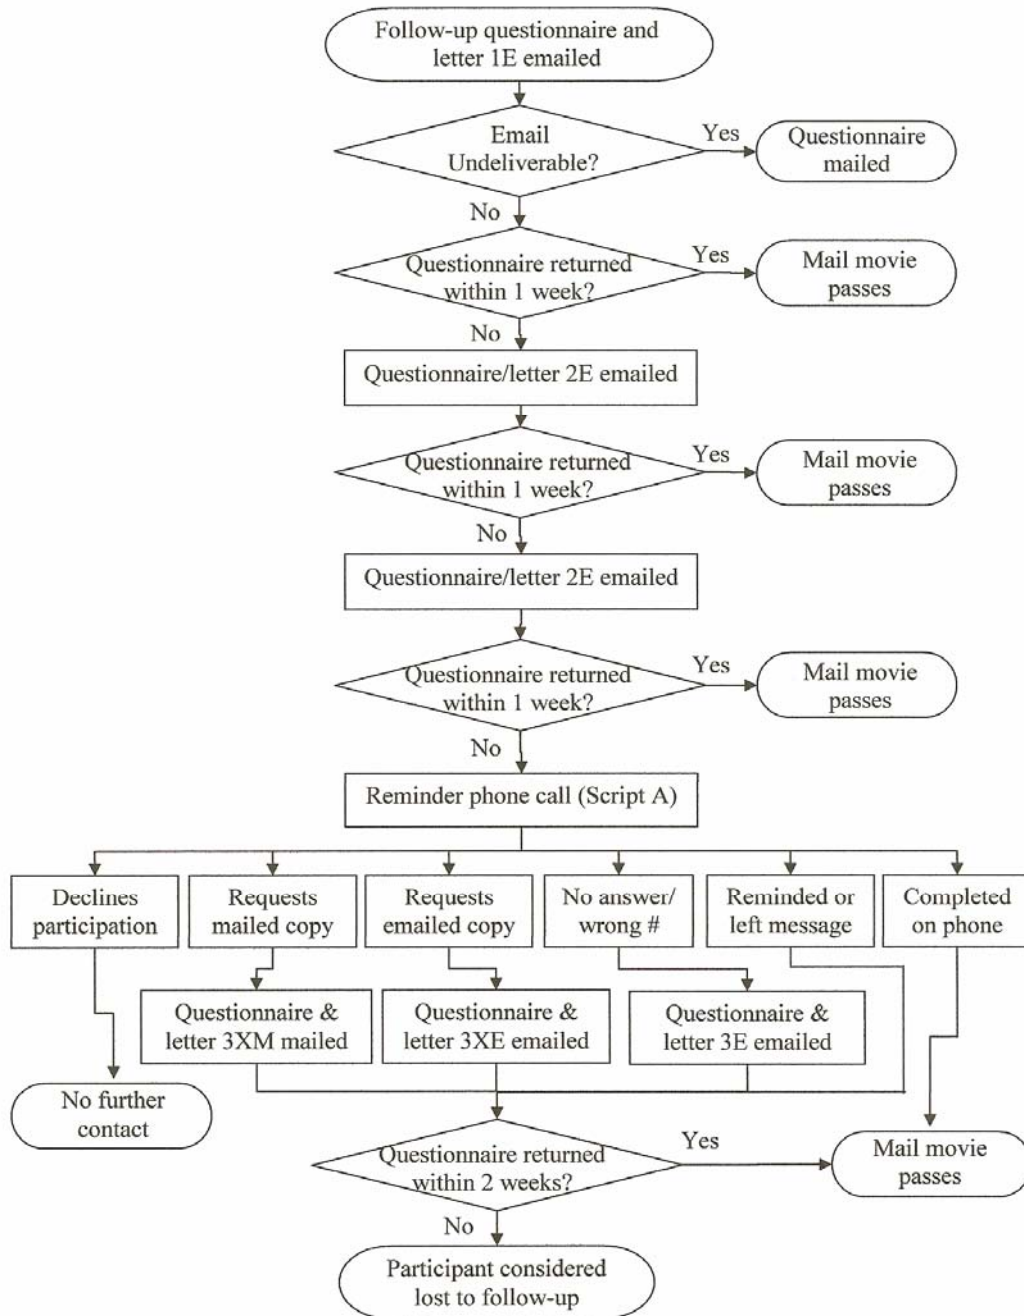 Follow-up questionnaire and
letter 1E emailed
Email
Undeliverable?
Yes
Questionnaire
mailed
No
Questionnaire returned
within 1 week?
Yes
Mail movie
passes
No
Questionnaire/letter 2E emailed
Questionnaire returned
within 1 week?
Yes
Mail movie
passes
No
Questionnaire/letter 2E emailed
Questionnaire returned
within 1 week?
Yes
Mail movie
passes
No
Reminder phone call (Script A)
Declines
participation
Requests
mailed copy
Requests
emailed copy
No answer/
wrong #
Reminded or
left message
Completed
on phone
Questionnaire &
letter 3XM mailed
Questionnaire &
letter 3XE emailed
Questionnaire &
letter 3E emailed
No further
contact
Questionnaire returned
within 2 weeks?
Yes
Mail movie
passes
No
Participant considered
lost to follow-up